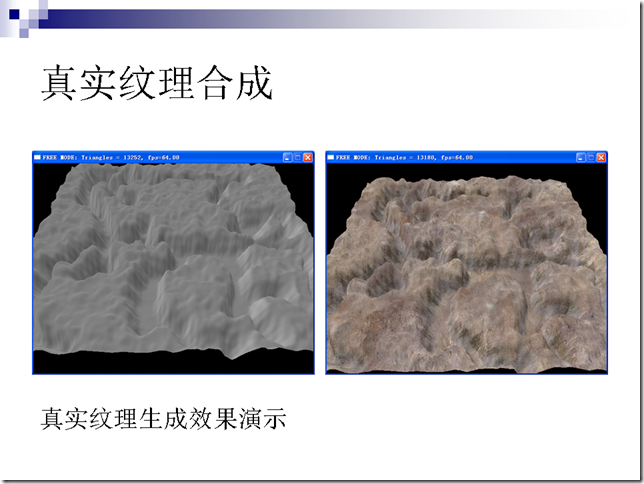 真实纹理合成
FREE MODE: Triangles = 13252, fps=64.00
FREE MODE: Triangles = 13180, fps=64.00
真实纹理生成效果演示